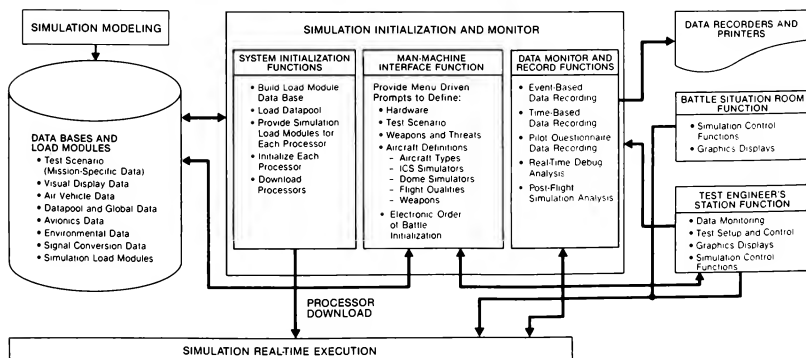 SIMULATION MODELING
DATA BASES AND
LOAD MODULES
• Test Scenario
(Mission-Specific Data)
• Visual Display Data
• Air Vehicle Data
• Datapool and Global Data
• Avionics Data
• Environmental Data
• Signal Conversion Data
• Simulation Load Modules
SIMULATION INITIALIZATION AND MONITOR
SYSTEM INITIALIZATION
FUNCTIONS
• Build Load Module
Data Base
• Load Datapool
• Provide Simulation
Load Modules for
Each Processor
• Initialize Each
Processor
• Download
Processors
MAN-MACHINE
INTERFACE FUNCTION
Provide Menu Driven
Prompts to Define:
• Hardware
• Test Scenario
• Weapons and Threats
• Aircraft Definitions
– Aircraft Types
– ICS Simulators
– Dome Simulators
– Flight Qualities
– Weapons
• Electronic Order
of Battle
Initialization
DATA MONITOR AND
RECORD FUNCTIONS
• Event-Based
Data Recording
• Time-Based
Data Recording
• Pilot Questionnaire
Data Recording
• Real-Time Debug
Analysis
• Post-Flight
Simulation Analysis
DATA RECORDERS AND
PRINTERS
BATTLE SITUATION ROOM
FUNCTION
• Simulation Control
Functions
• Graphics Displays
TEST ENGINEER'S
STATION FUNCTION
• Data Monitoring
• Test Setup and Control
• Graphics Displays
• Simulation Control
Functions
PROCESSOR
DOWNLOAD
SIMULATION REAL-TIME EXECUTION